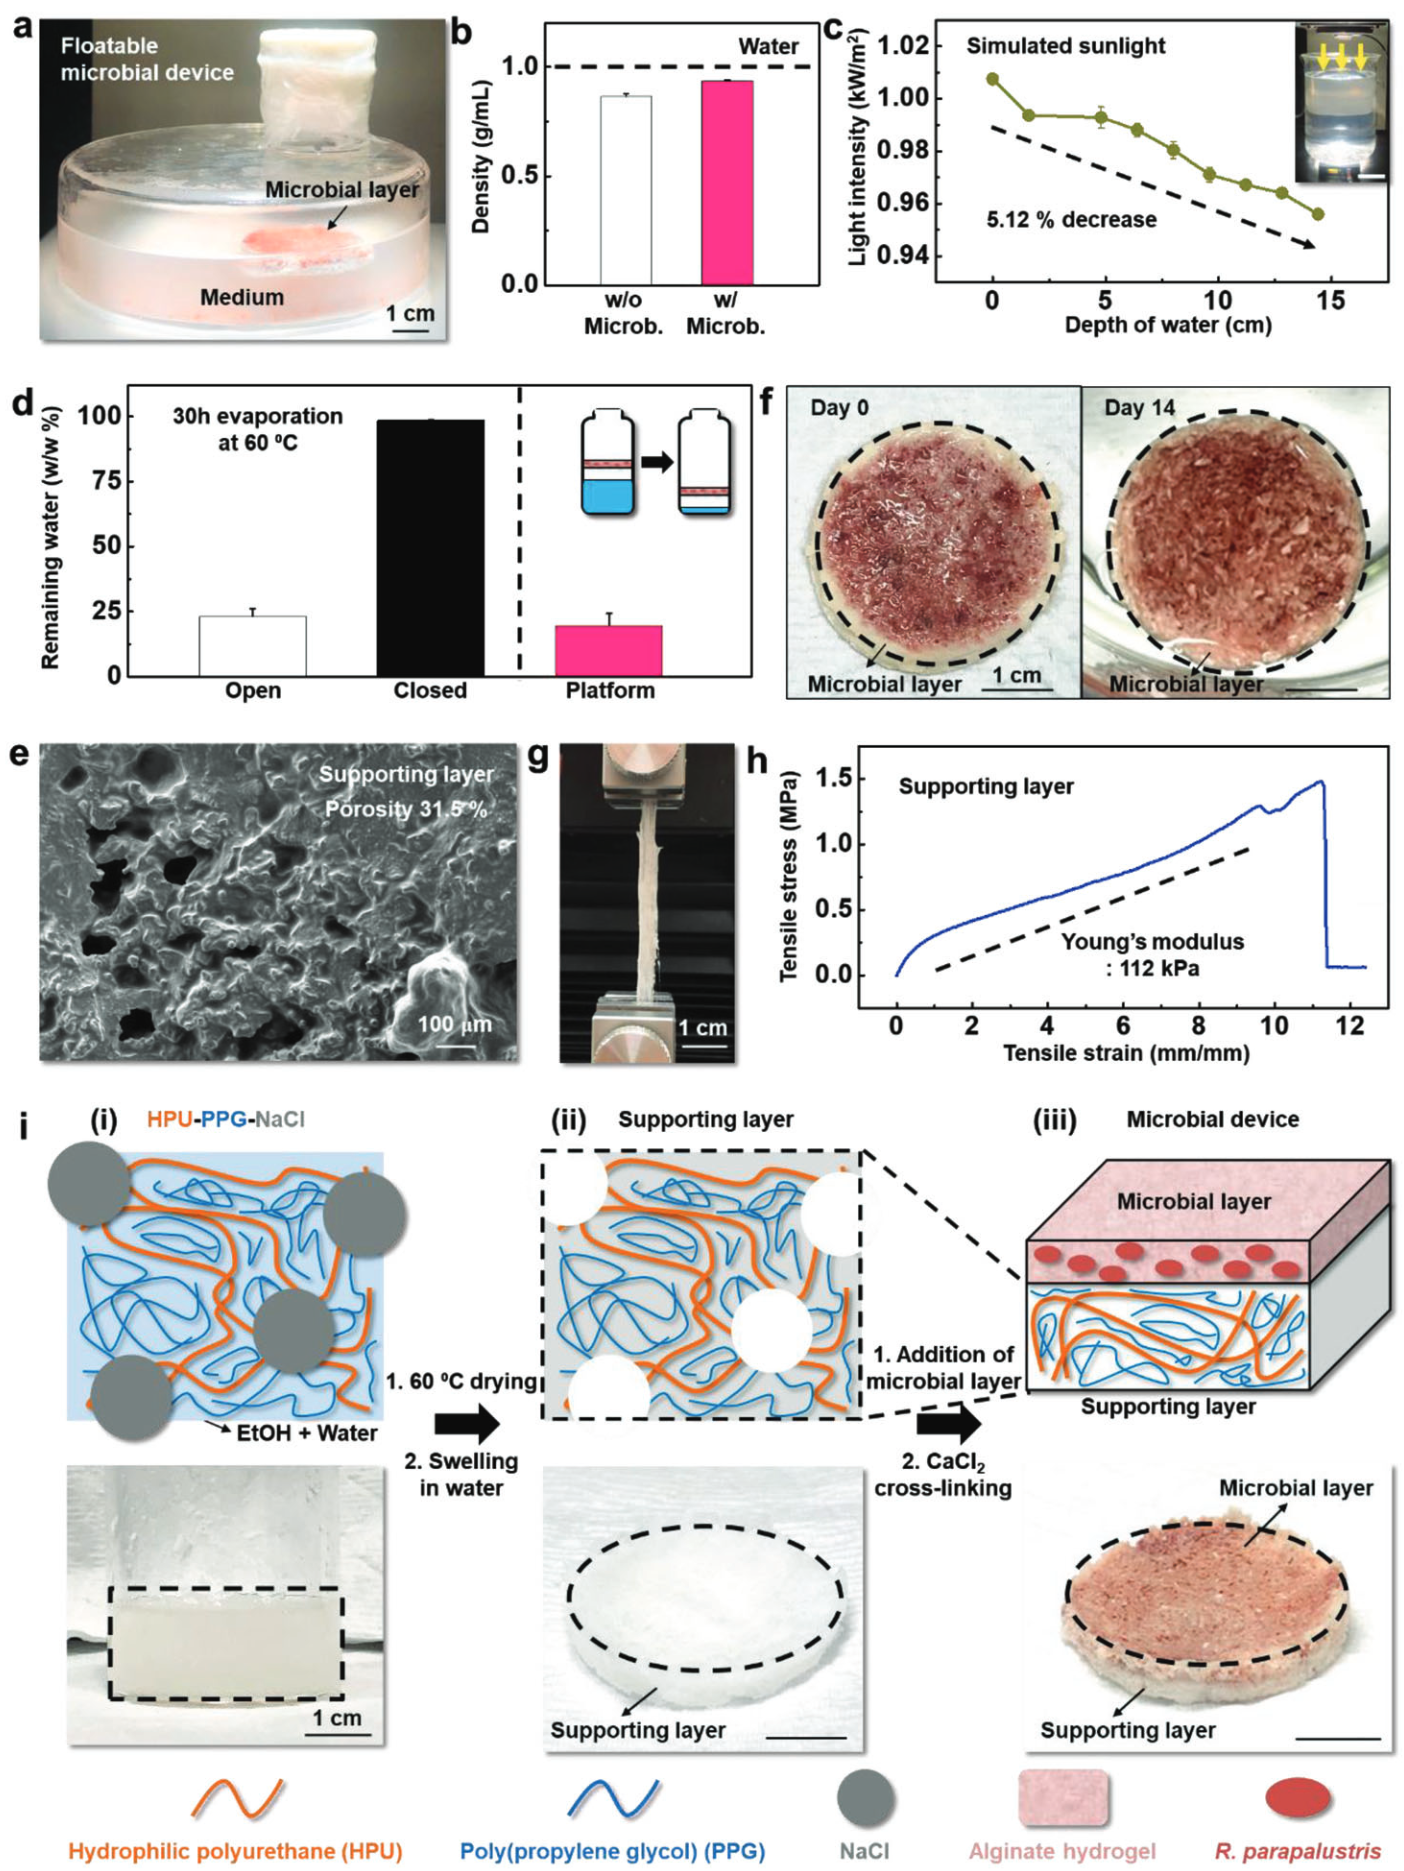 a
Floatable
microbial device
Microbial layer
Medium
1 cm
b
Water
Density (g/mL)
1.0
0.5
0.0
w/o
Microb.
w/
Microb.
c
Simulated sunlight
Light intensity (kW/m²)
1.02
1.00
0.98
0.96
0.94
5.12 % decrease
0 5 10 15
Depth of water (cm)
d
30h evaporation
at 60 ºC
Remaining water (w/w %)
100
75
50
25
0
Open Closed Platform
f
Day 0
Microbial layer
1 cm
Day 14
Microbial layer
e
Supporting layer
Porosity 31.5 %
100 μm
g
1 cm
h
Supporting layer
Tensile stress (MPa)
1.5
1.0
0.5
0.0
Young's modulus
: 112 kPa
0 2 4 6 8 10 12
Tensile strain (mm/mm)
i
(i) HPU-PPG-NaCl
EtOH + Water
1. 60 ºC drying
2. Swelling
in water
1 cm
(ii) Supporting layer
1. Addition of
microbial layer
2. CaCl₂
cross-linking
Supporting layer
(iii) Microbial device
Microbial layer
Supporting layer
Microbial layer
Supporting layer
Hydrophilic polyurethane (HPU)
Poly(propylene glycol) (PPG)
NaCl
Alginate hydrogel
R. parapalustris